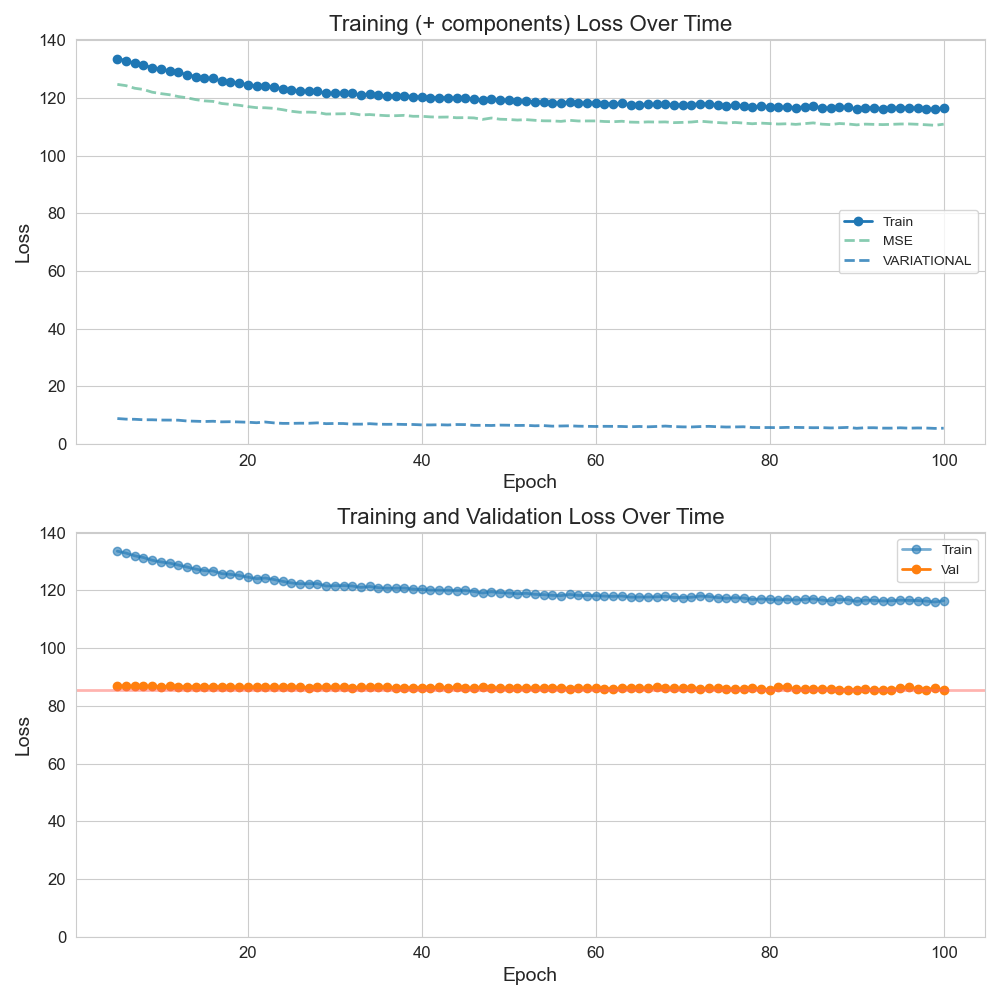 Training (+ components) Loss Over Time
140
120
100
80
60
40
20
0
Loss
Train
MSE
VARIATIONAL
20 40 60 80 100
Epoch
Training and Validation Loss Over Time
140
120
100
80
60
40
20
0
Loss
Train
Val
20 40 60 80 100
Epoch